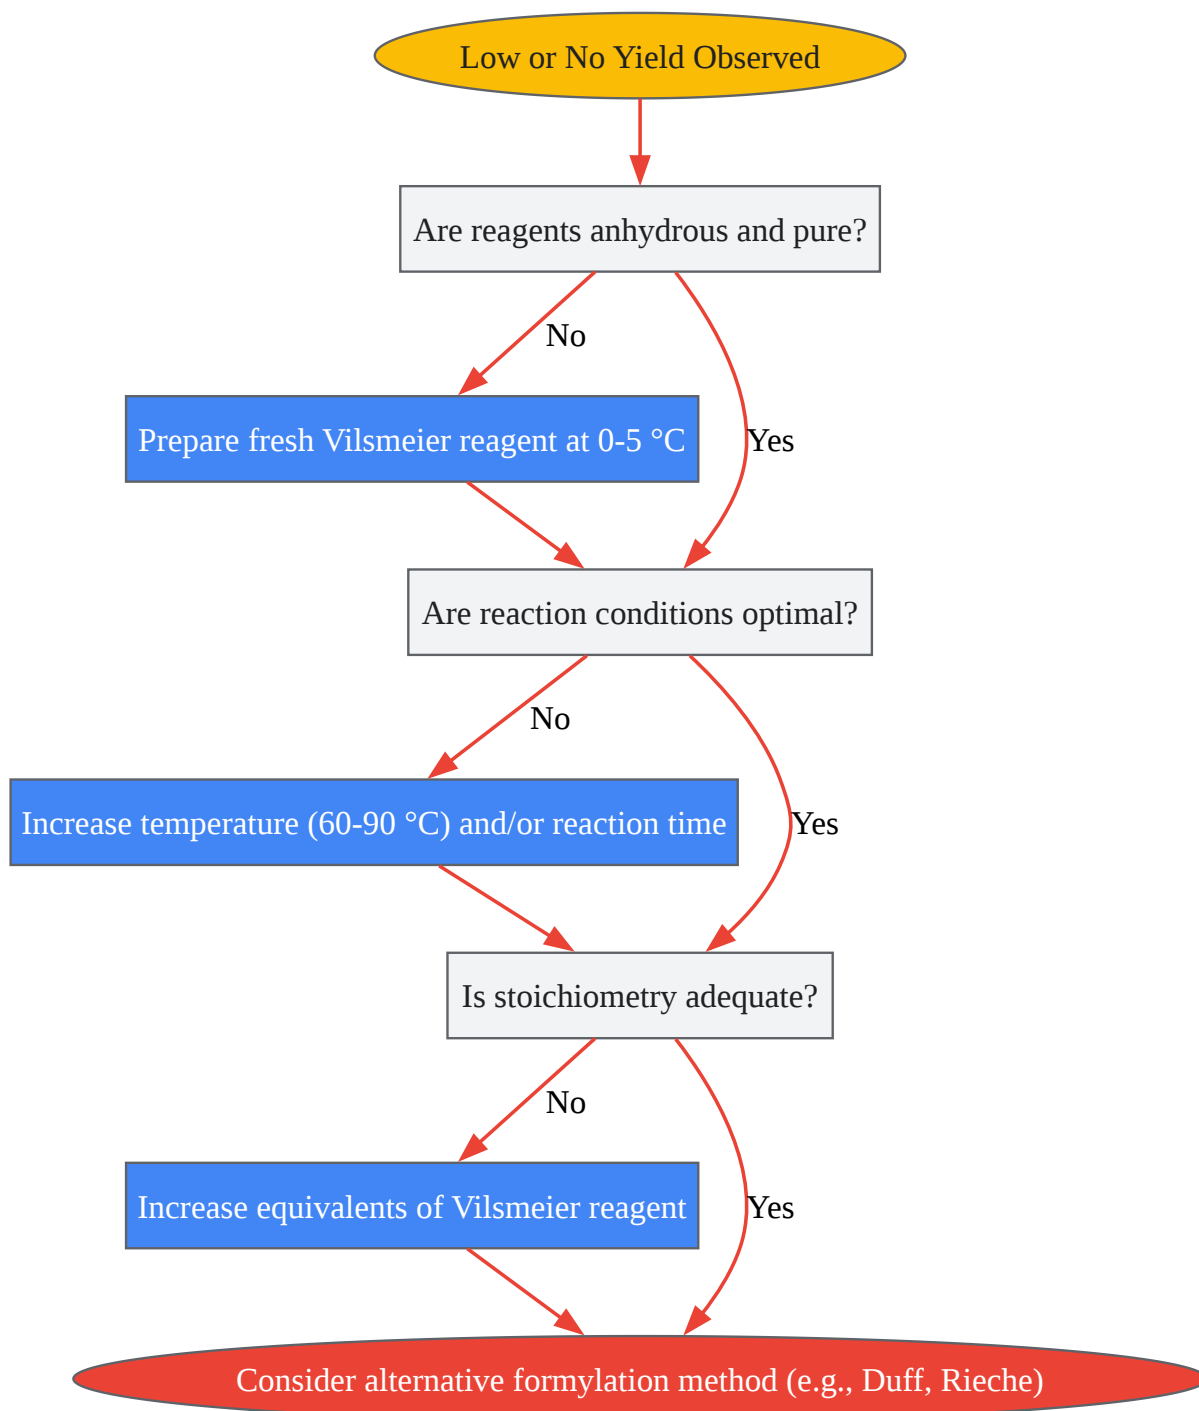 Low or No Yield Observed
Are reagents anhydrous and pure?
No
Prepare fresh Vilsmeier reagent at 0-5 °C
Yes
Are reaction conditions optimal?
No
Increase temperature (60-90 °C) and/or reaction time
Yes
Is stoichiometry adequate?
No
Increase equivalents of Vilsmeier reagent
Yes
Consider alternative formylation method (e.g., Duff, Rieche)